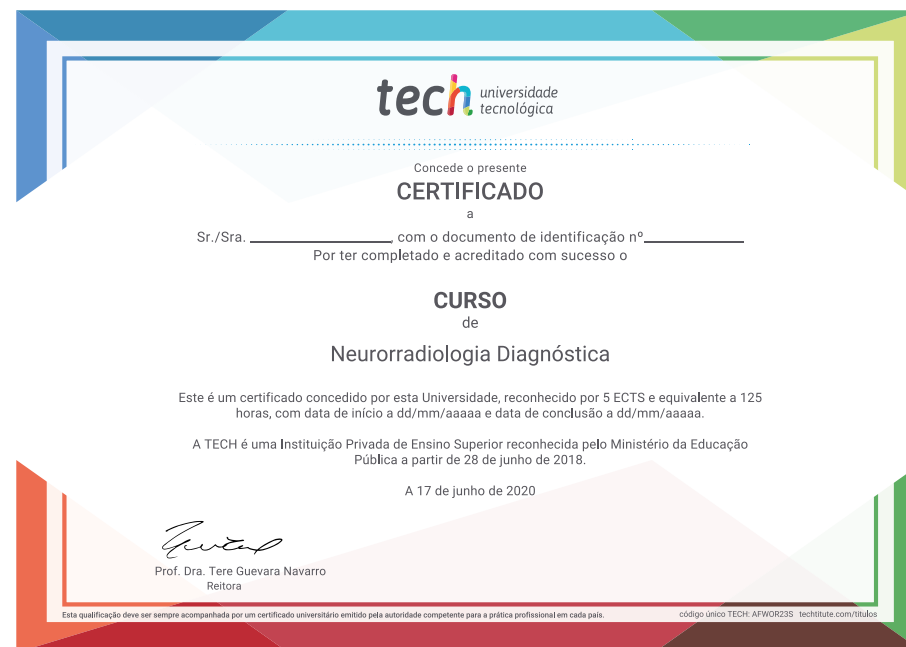 tech universidade
tecnológica
Concede o presente
CERTIFICADO
a
Sr./Sra. ____________________, com o documento de identificação nº______________
Por ter completado e acreditado com sucesso o
CURSO
de
Neurorradiologia Diagnóstica
Este é um certificado concedido por esta Universidade, reconhecido por 5 ECTS e equivalente a 125
horas, com data de início a dd/mm/aaaaa e data de conclusão a dd/mm/aaaaa.
A TECH é uma Instituição Privada de Ensino Superior reconhecida pelo Ministério da Educação
Pública a partir de 28 de junho de 2018.
A 17 de junho de 2020
Prof. Dra. Tere Guevara Navarro
Reitora
Esta qualificação deve ser sempre acompanhada por um certificado universitário emitido pela autoridade competente para a prática profissional em cada país.
código único TECH: AFWOR23S techtitute.com/titulos